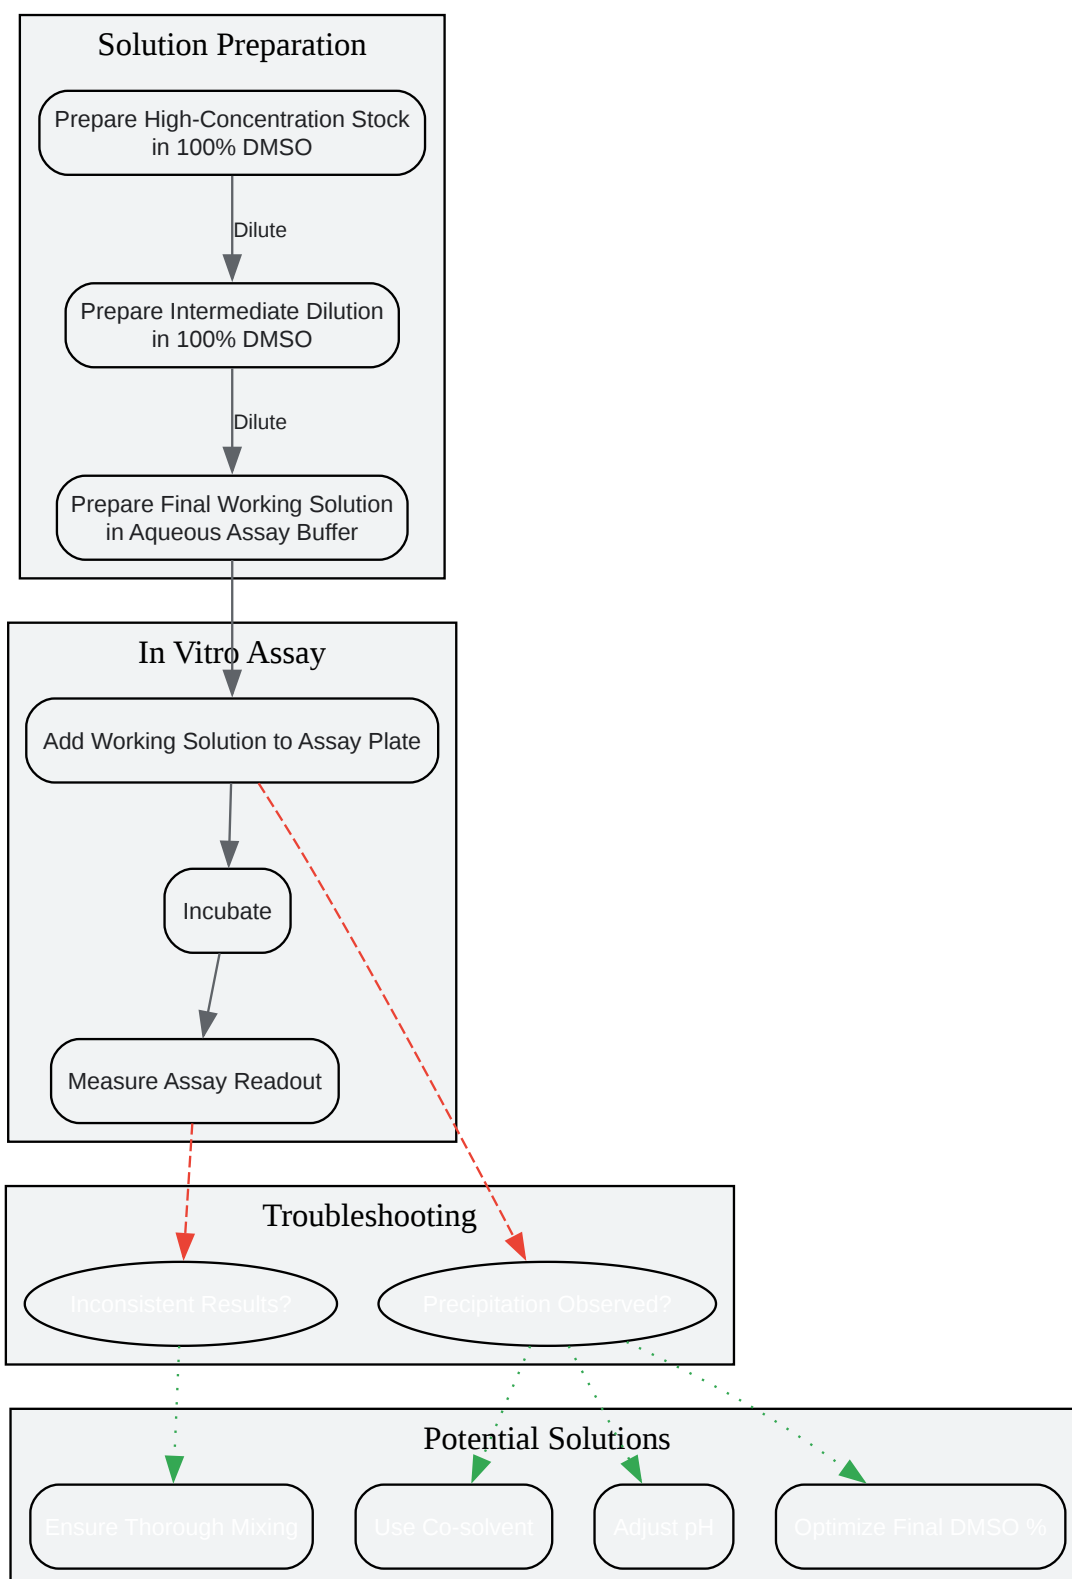 Solution Preparation
Prepare High-Concentration Stock
in 100% DMSO
Dilute
Prepare Intermediate Dilution
in 100% DMSO
Dilute
Prepare Final Working Solution
in Aqueous Assay Buffer
In Vitro Assay
Add Working Solution to Assay Plate
Incubate
Measure Assay Readout
Troubleshooting
Inconsistent Results?
Precipitation Observed?
Potential Solutions
Ensure Thorough Mixing
Use Co-solvent
Adjust pH
Optimize Final DMSO %